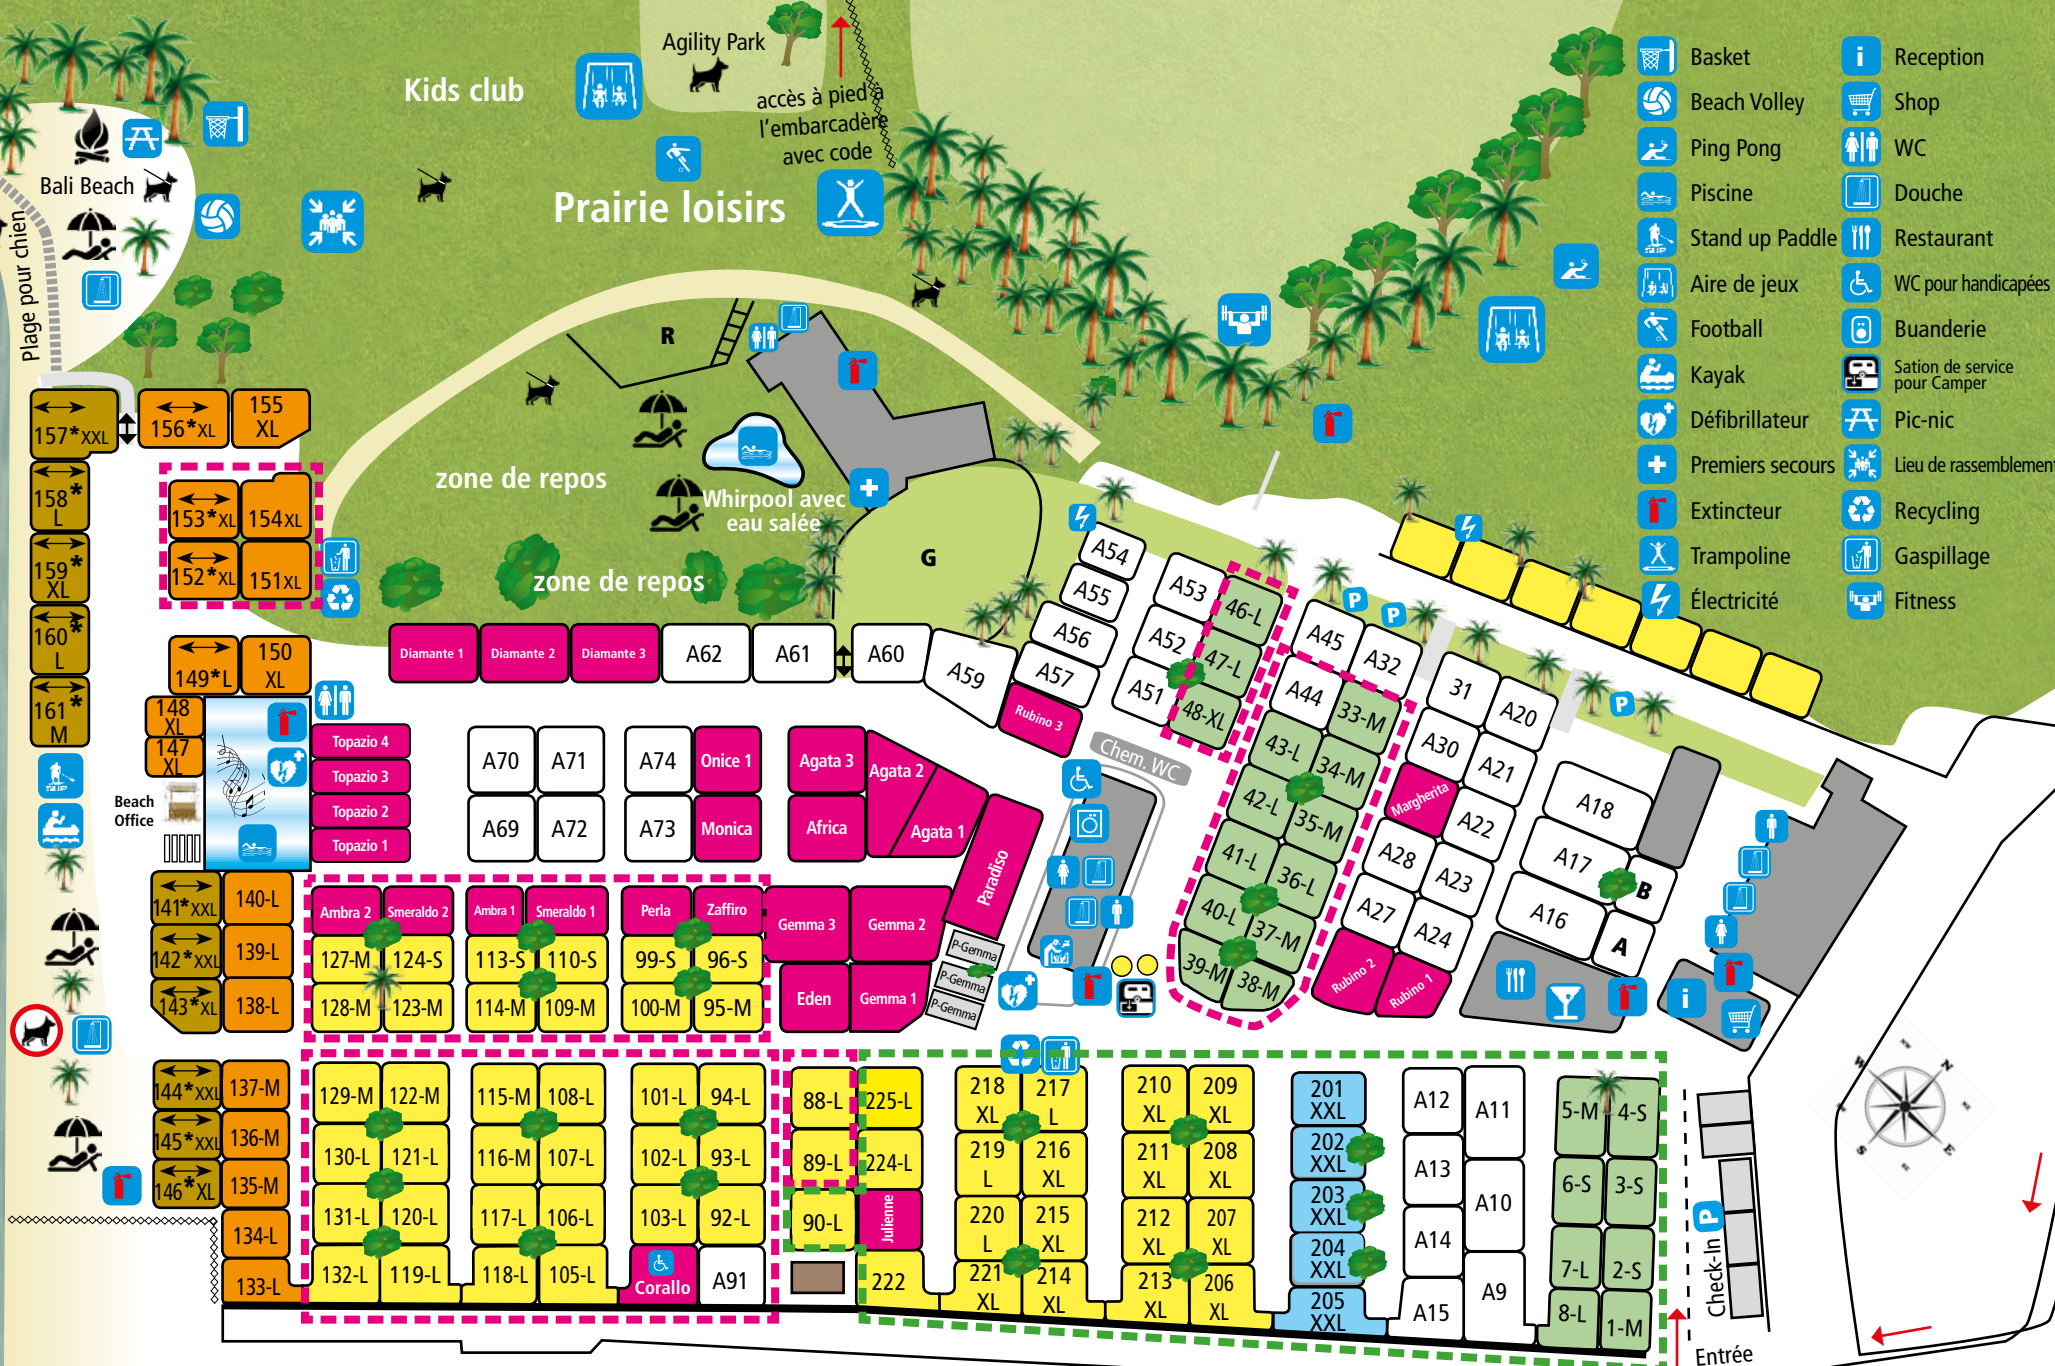 Agility Park
Kids club
accès à pied à
l'embarcadère
avec code
Prairie loisirs
Bali Beach
Plage pour chien
Basket
Beach Volley
Ping Pong
Piscine
Stand up Paddle
Aire de jeux
Football
Kayak
Défibrillateur
Premiers secours
Extincteur
Trampoline
Électricité
Reception
Shop
WC
Douche
Restaurant
WC pour handicapées
Buanderie
Sation de service
pour Camper
Pic-nic
Lieu de rassemblement
Recycling
Gaspillage
Fitness
R
zone de repos
Whirpool avec
eau salée
zone de repos
G
157*XXL
156*XL
155
XL
158*
L
153*XL
154XL
159*
XL
152*XL
151XL
160*
L
149*L
150
XL
161*
M
148
XL
147
XL
Beach
Office
SUP
Topazio 4
Topazio 3
Topazio 2
Topazio 1
Diamante 1
Diamante 2
Diamante 3
A62
A61
A60
A59
A54
A55
A56
A57
Rubino 3
A53
A52
A51
46-L
47-L
48-XL
A45
A32
A44
33-M
43-L
34-M
42-L
35-M
41-L
36-L
40-L
37-M
39-M
38-M
P
P
P
31
A20
A30
A21
Margherita
A22
A28
A23
A27
A24
Rubino 2
Rubino 1
A18
A17
A16
B
A
Chem. WC
A70
A71
A69
A72
A74
Onice 1
A73
Monica
Agata 3
Agata 2
Africa
Agata 1
Paradiso
141*XXL
140-L
142*XXL
139-L
143*XL
138-L
Ambra 2
Smeraldo 2
Ambra 1
Smeraldo 1
Perla
Zaffiro
127-M
124-S
113-S
110-S
99-S
96-S
128-M
123-M
114-M
109-M
100-M
95-M
Gemma 3
Gemma 2
Eden
Gemma 1
P-Gemma
P-Gemma
P-Gemma
144*XXL
137-M
145*XXL
136-M
146*XL
135-M
134-L
133-L
129-M
122-M
130-L
121-L
131-L
120-L
132-L
119-L
115-M
108-L
116-M
107-L
117-L
106-L
118-L
105-L
101-L
94-L
102-L
93-L
103-L
92-L
Corallo
A91
88-L
225-L
89-L
224-L
90-L
Julienne
222
218
XL
217
L
219
L
216
XL
220
L
215
XL
221
XL
214
XL
210
XL
209
XL
211
XL
208
XL
212
XL
207
XL
213
XL
206
XL
201
XXL
202
XXL
203
XXL
204
XXL
205
XXL
A12
A11
A13
A10
A14
A9
A15
5-M
4-S
6-S
3-S
7-L
2-S
8-L
1-M
Check-In P
Entrée
N
E
S
W